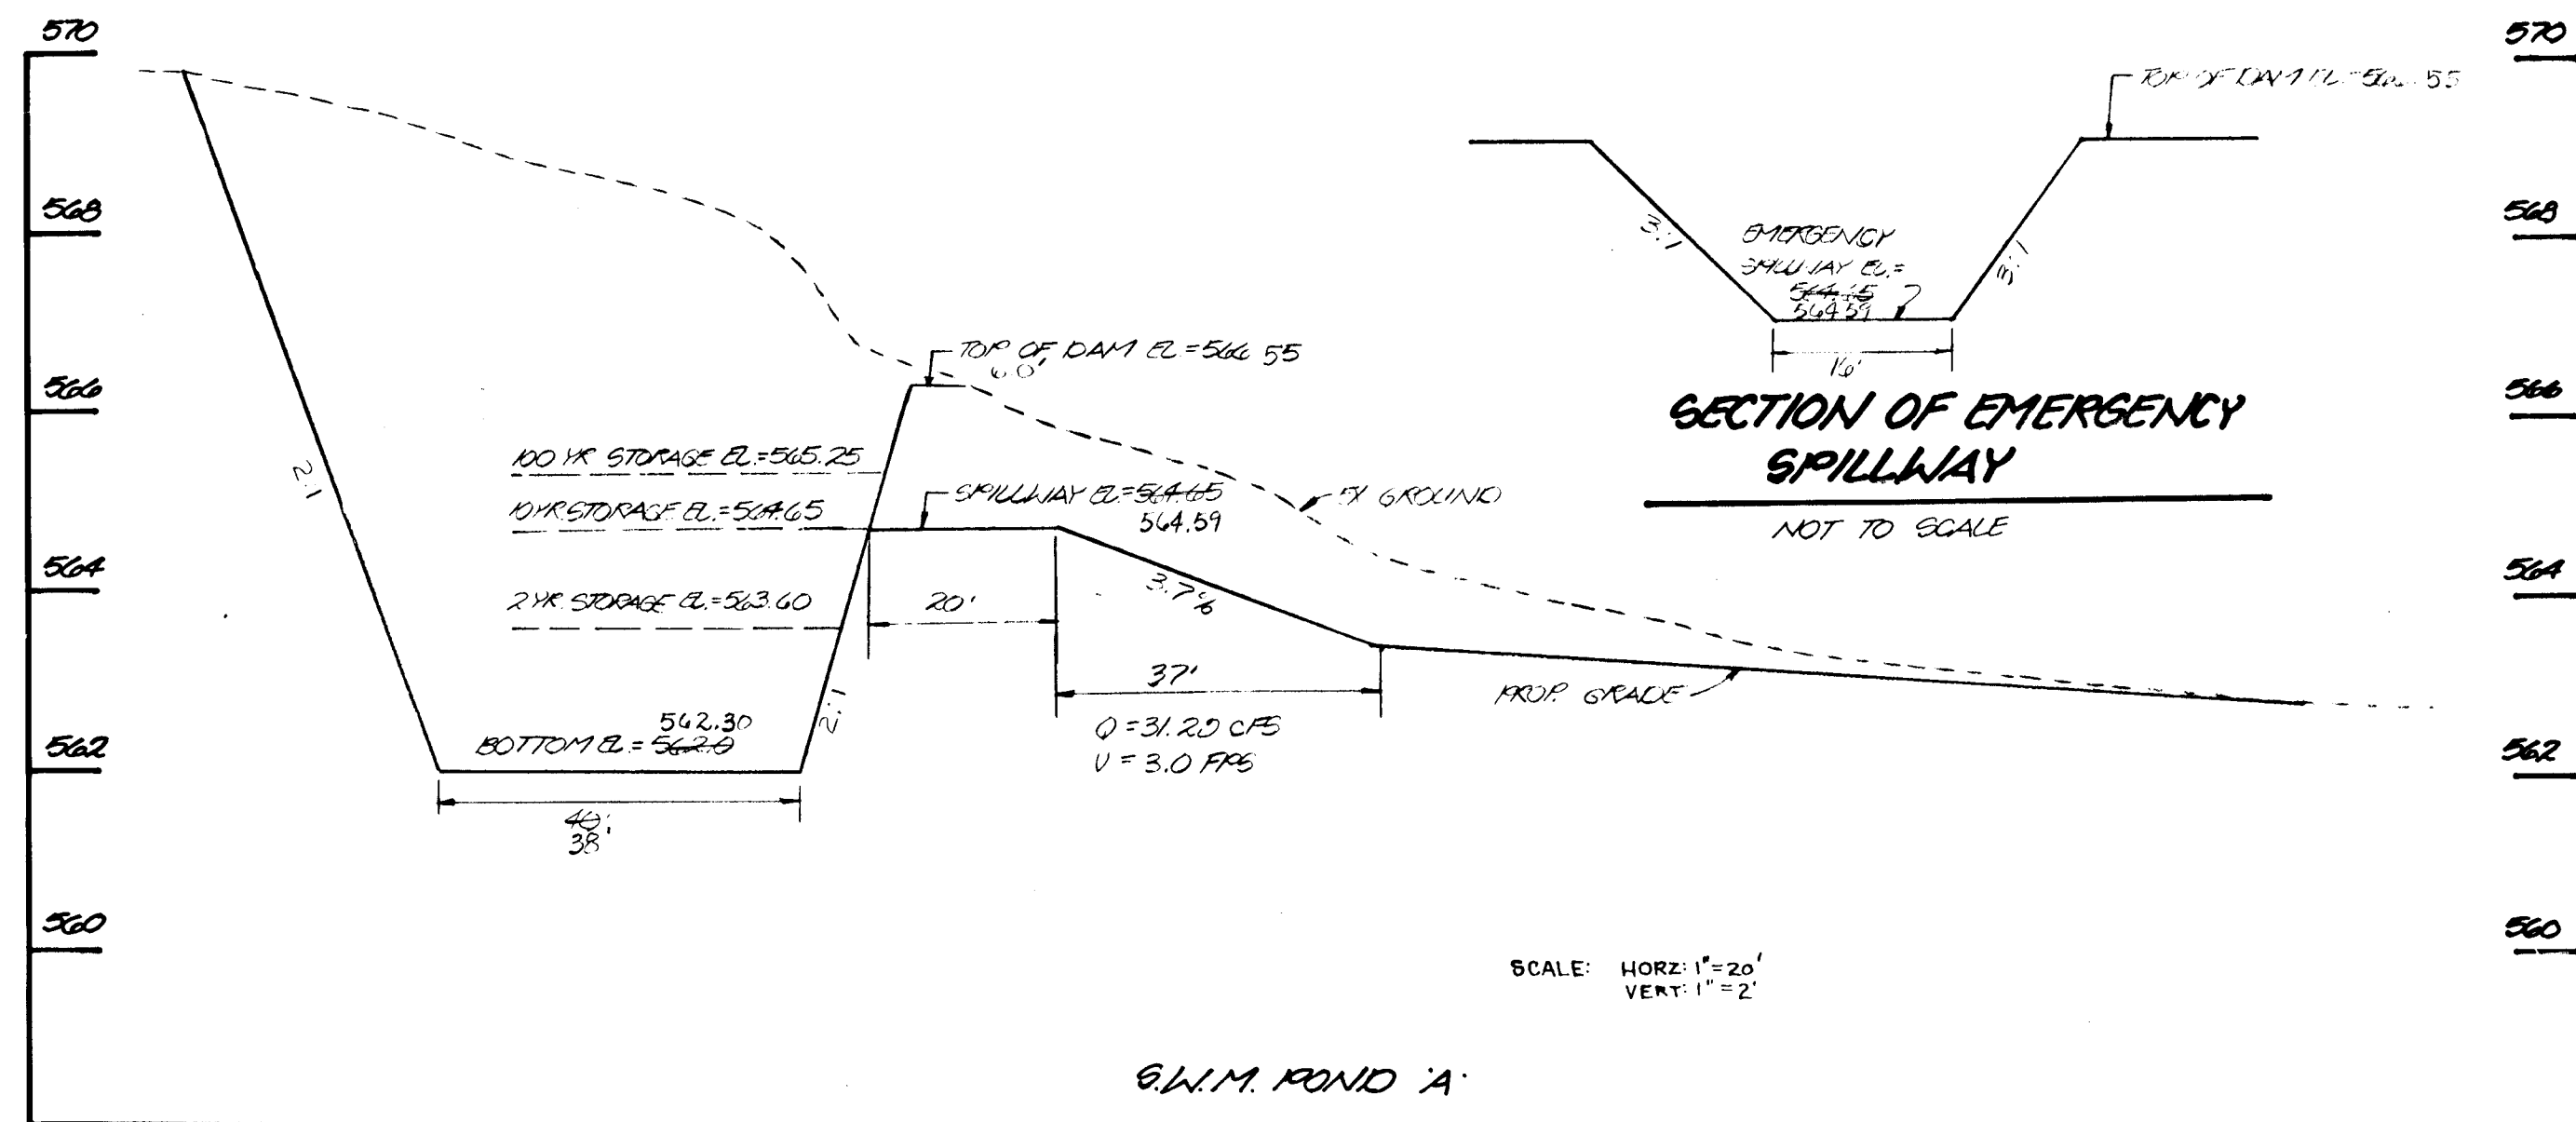 570
568
566
564
562
560
2:1
100 YR STORAGE EL.=565.25
10 YR. STORAGE EL.=564.65
2 YR. STORAGE EL.=563.60
562.30
BOTTOM EL.= 562.0
40'
38'
2:1
TOP OF DAM EL.=566.55
6.0'
SPILLWAY EL.=564.65
564.59
EX GROUND
20'
3.7%
37'
Q = 31.20 CFS
V = 3.0 FPS
PROP. GRADE
TOP OF DAM EL.= 55
3:1
EMERGENCY
SPILLWAY EL.=
564.65
564.59
3:1
16'
SECTION OF EMERGENCY
SPILLWAY
NOT TO SCALE
570
568
566
564
562
560
SCALE: HORZ: 1"=20'
VERT: 1"=2'
S.W.M. POND 'A'